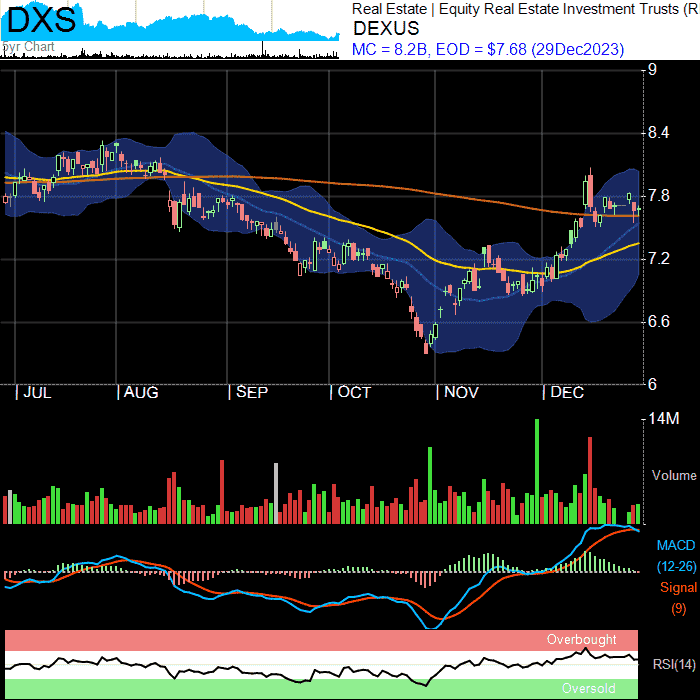 DXS
5yr Chart
Real Estate | Equity Real Estate Investment Trusts (R
DEXUS
MC = 8.2B, EOD = $7.68 (29Dec2023)
9
8.4
7.8
7.2
6.6
6
JUL AUG SEP OCT NOV DEC
14M
Volume
MACD
(12-26)
Signal
(9)
Overbought
RSI(14)
Oversold